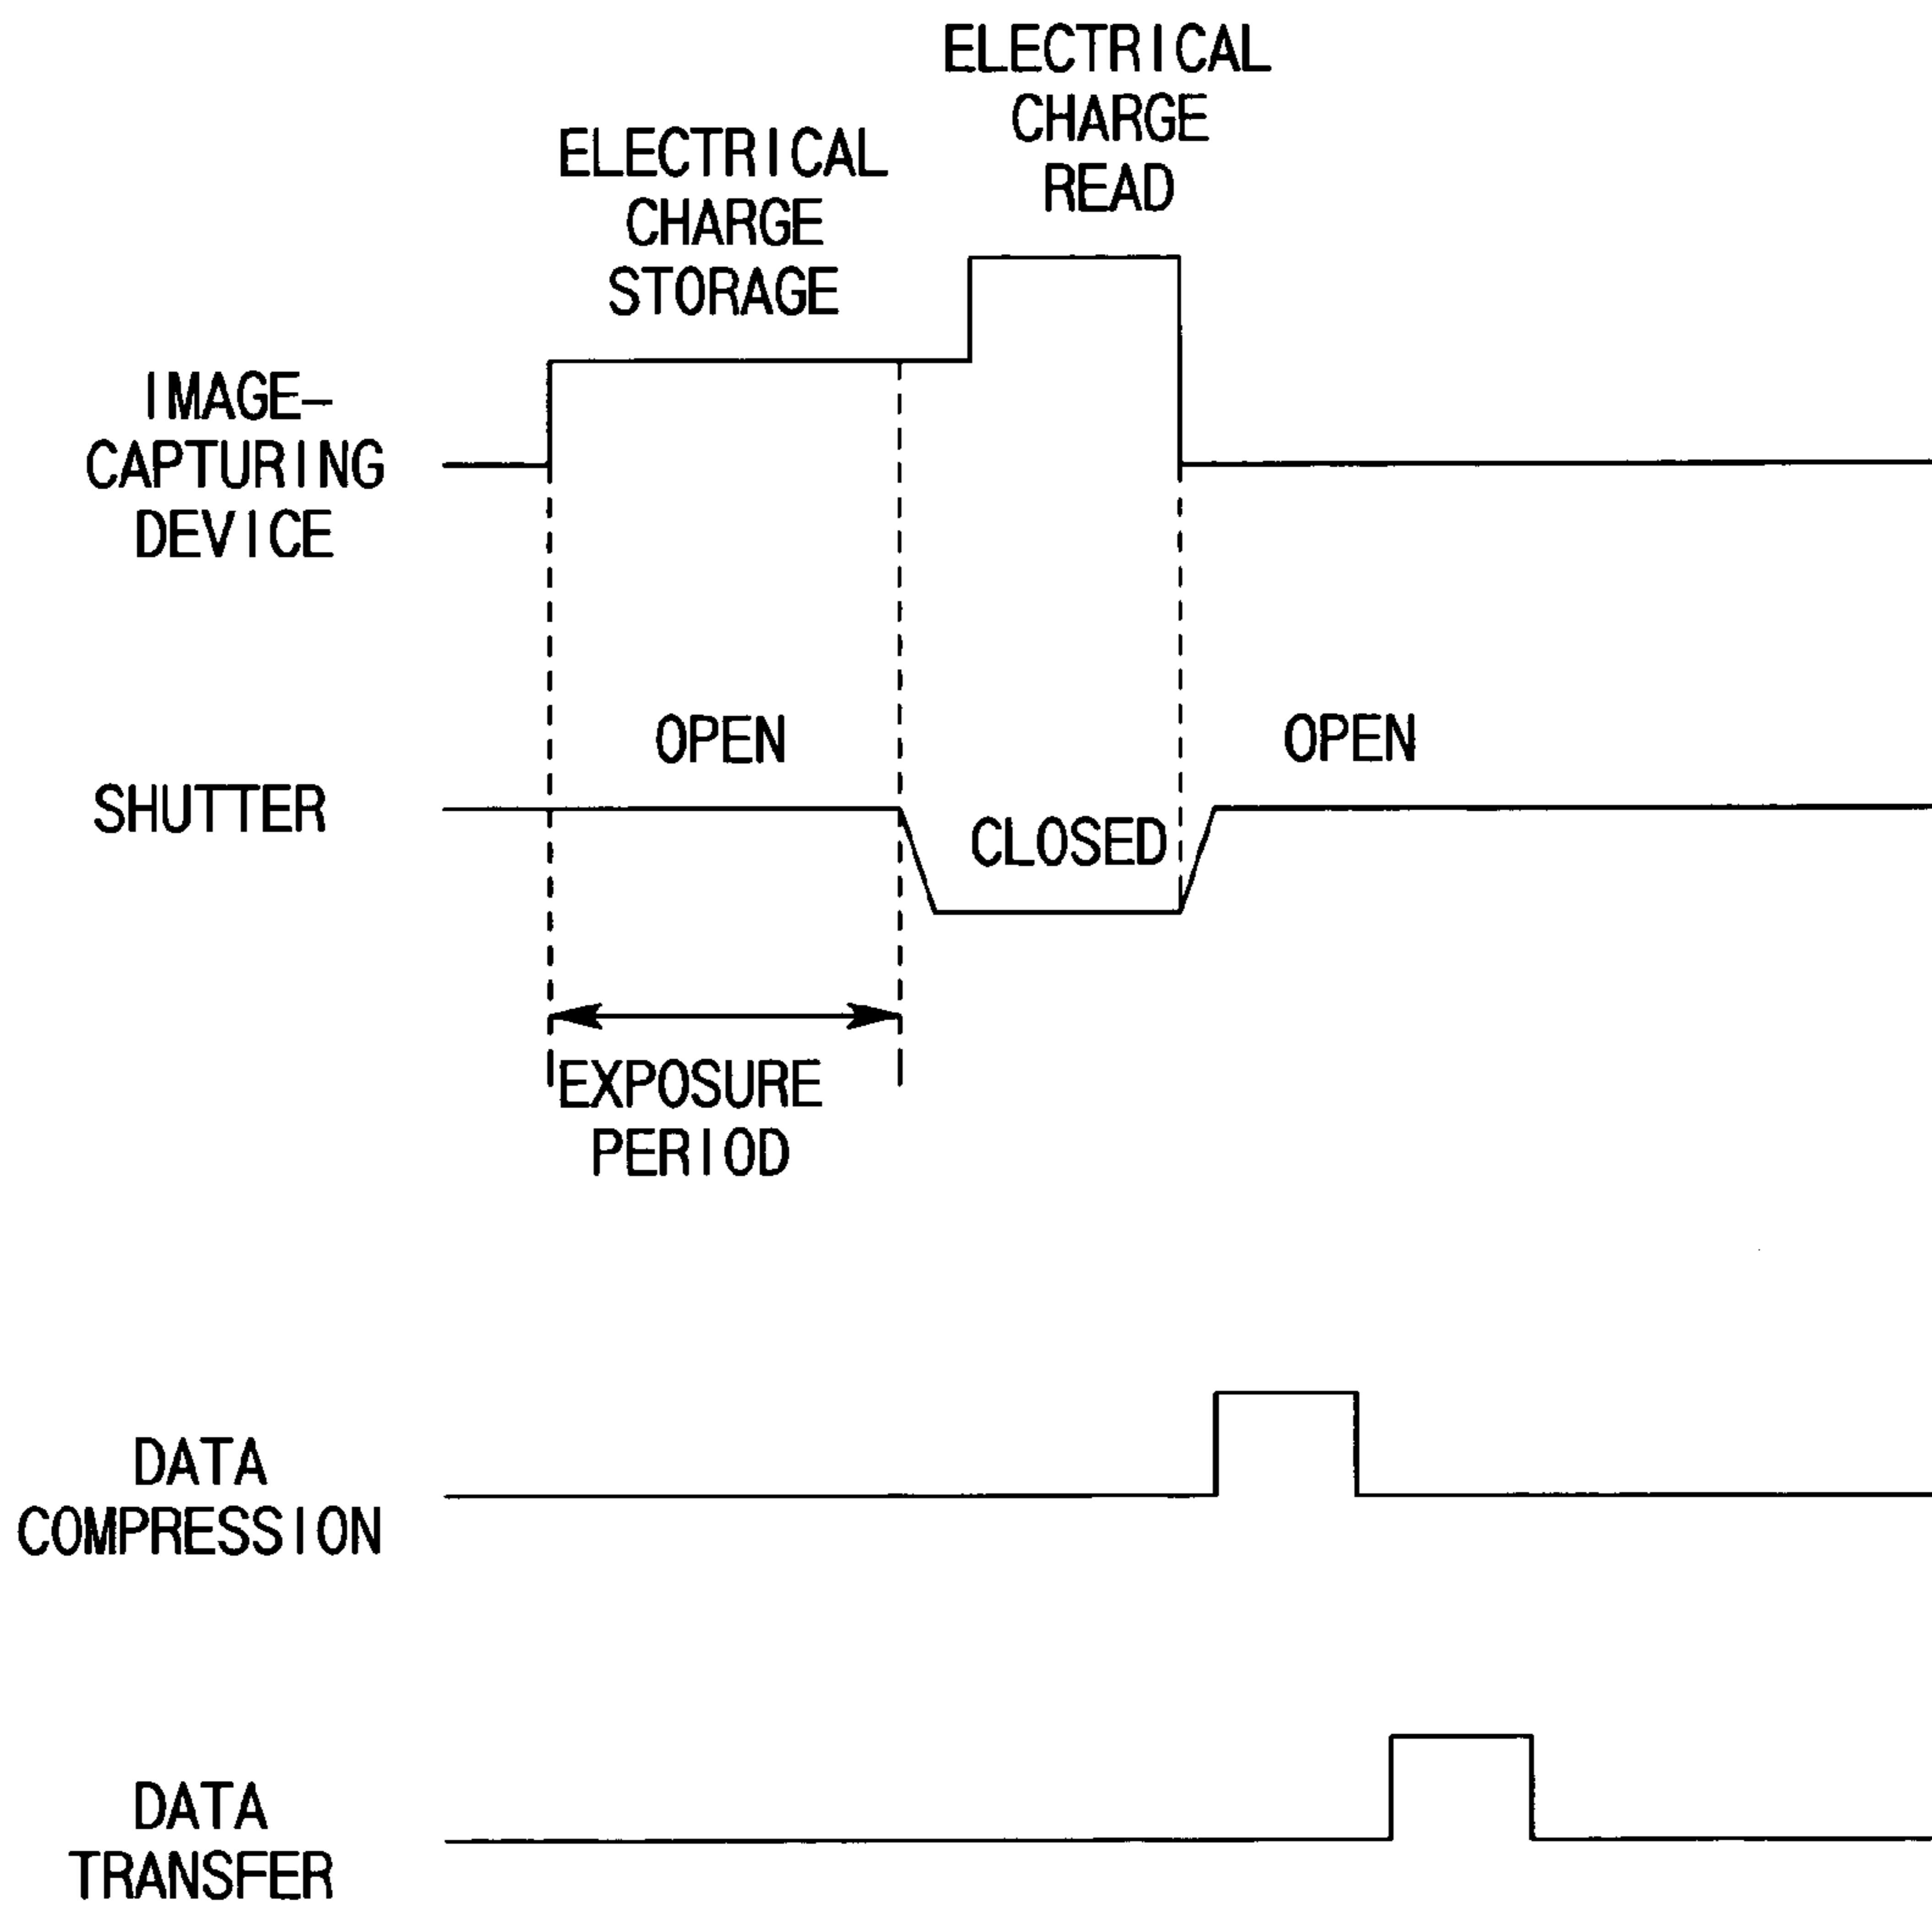 ELECTRICAL
CHARGE
READ
ELECTRICAL
CHARGE
STORAGE
IMAGE-
CAPTURING
DEVICE
OPEN
OPEN
SHUTTER
CLOSED
EXPOSURE
PERIOD
DATA
COMPRESSION
DATA
TRANSFER